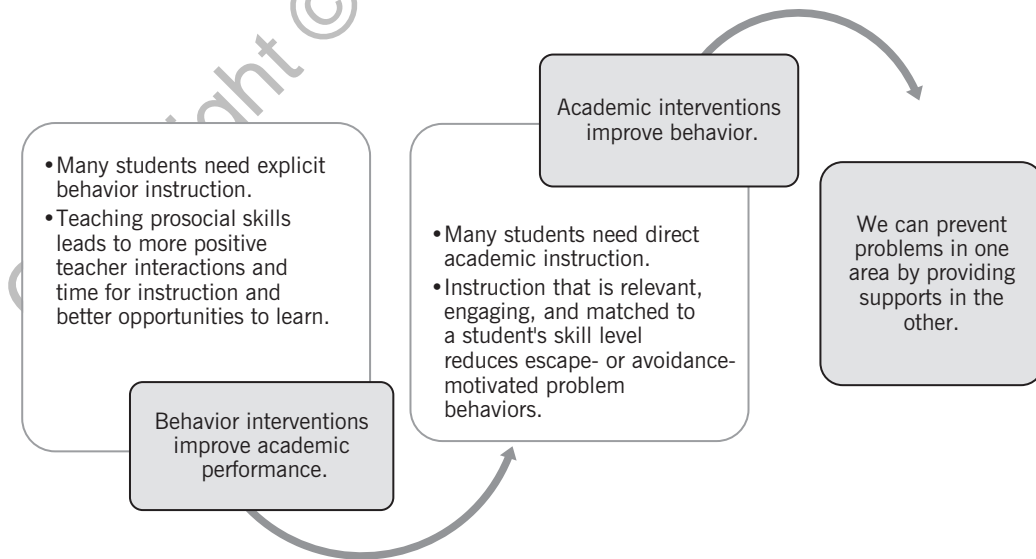 ight ©
• Many students need explicit
behavior instruction.
• Teaching prosocial skills
leads to more positive
teacher interactions and
time for instruction and
better opportunities to learn.
Behavior interventions
improve academic
performance.
Academic interventions
improve behavior.
• Many students need direct
academic instruction.
• Instruction that is relevant,
engaging, and matched to
a student's skill level
reduces escape- or avoidance-
motivated problem
behaviors.
We can prevent
problems in one
area by providing
supports in the
other.